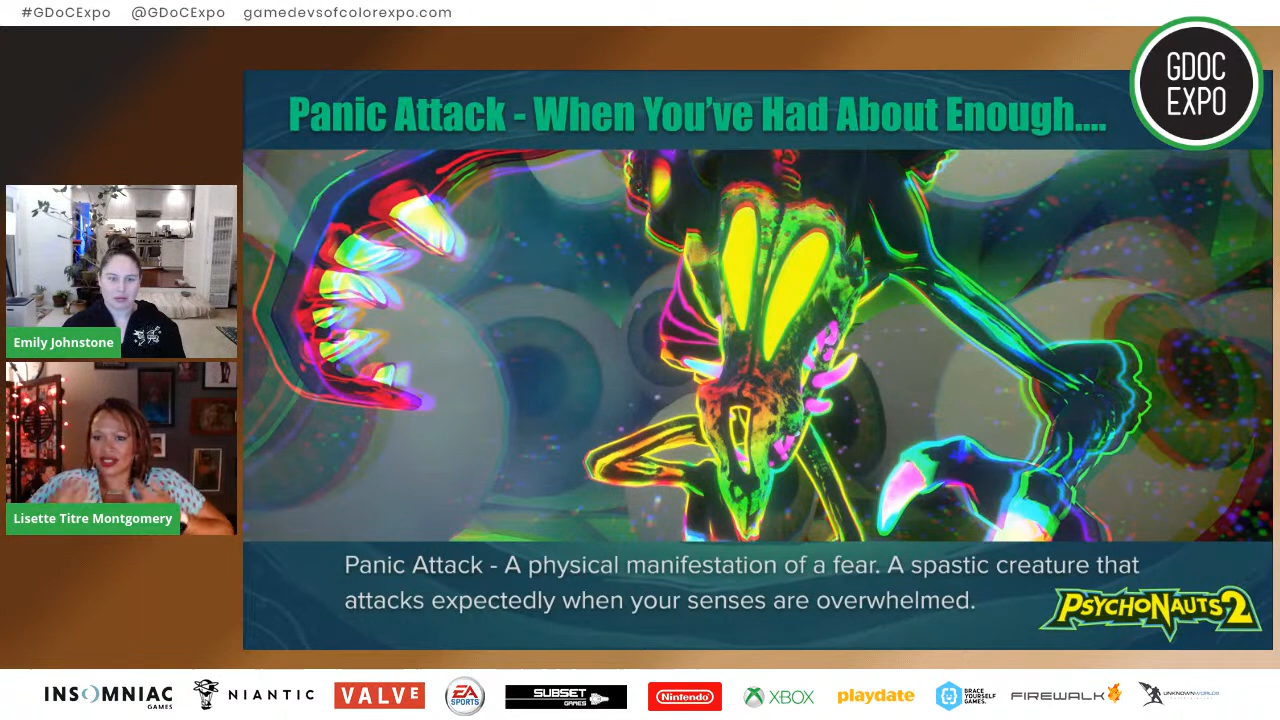 #GDoCExpo @GDoCExpo gamedevsofcolorexpo.com
GDOC
EXPO
Panic Attack - When You've Had About Enough....
Emily Johnstone
Lisette Titre Montgomery
Panic Attack - A physical manifestation of a fear. A spastic creature that
attacks expectedly when your senses are overwhelmed.
PSYCHONAUTS 2
INSOMNIAC GAMES
NIANTIC
VALVE
EA SPORTS
SUBSET GAMES
Nintendo
XBOX
playdate
BRACE YOURSELF GAMES.
FIREWALK
UNKNOWN WORLDS